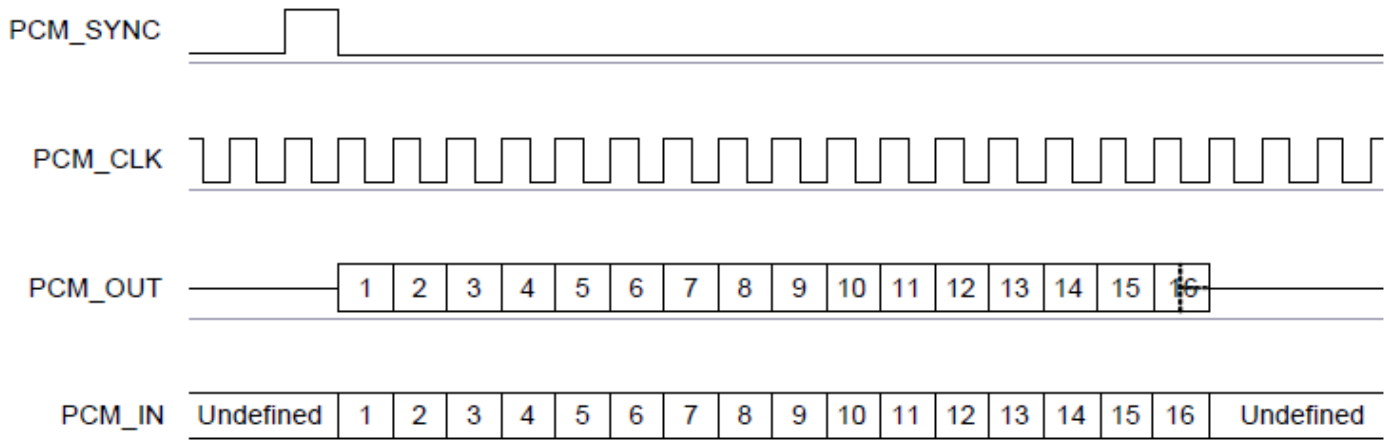 PCM_SYNC
PCM_CLK
PCM_OUT 1 2 3 4 5 6 7 8 9 10 11 12 13 14 15 16
PCM_IN Undefined 1 2 3 4 5 6 7 8 9 10 11 12 13 14 15 16 Undefined